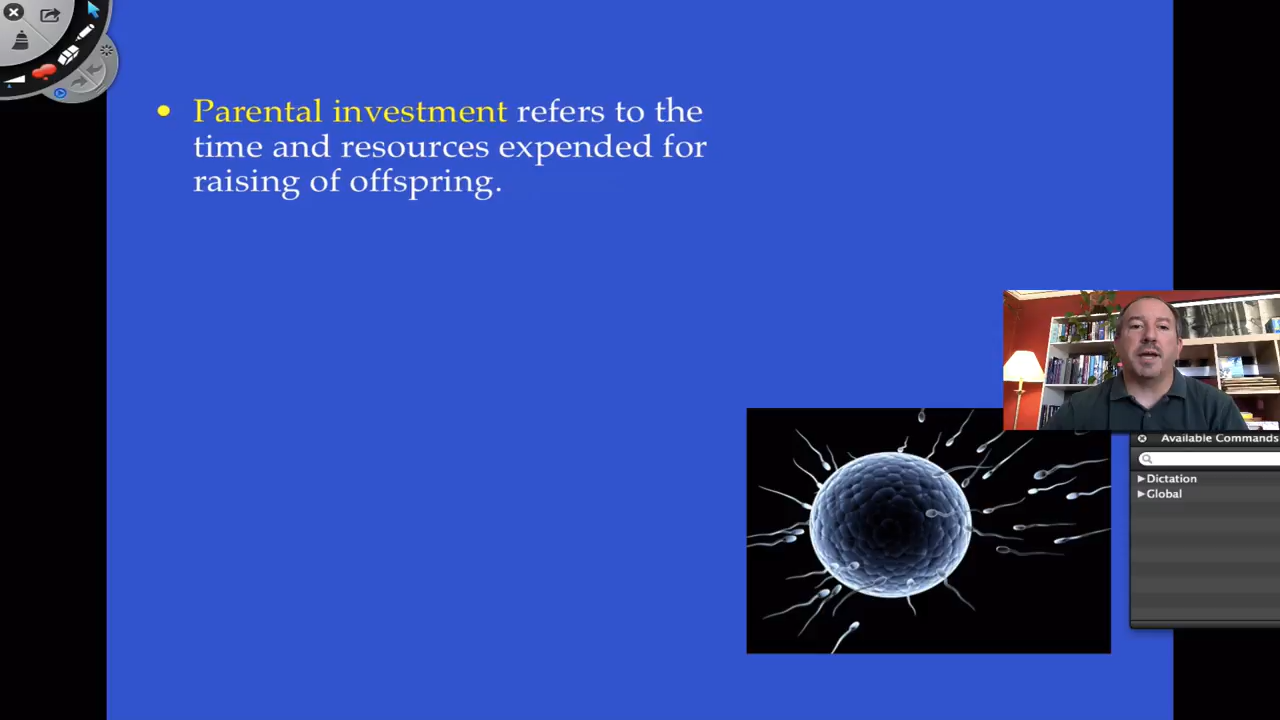 • Parental investment refers to the
time and resources expended for
raising of offspring.
Available Commands
Dictation
Global